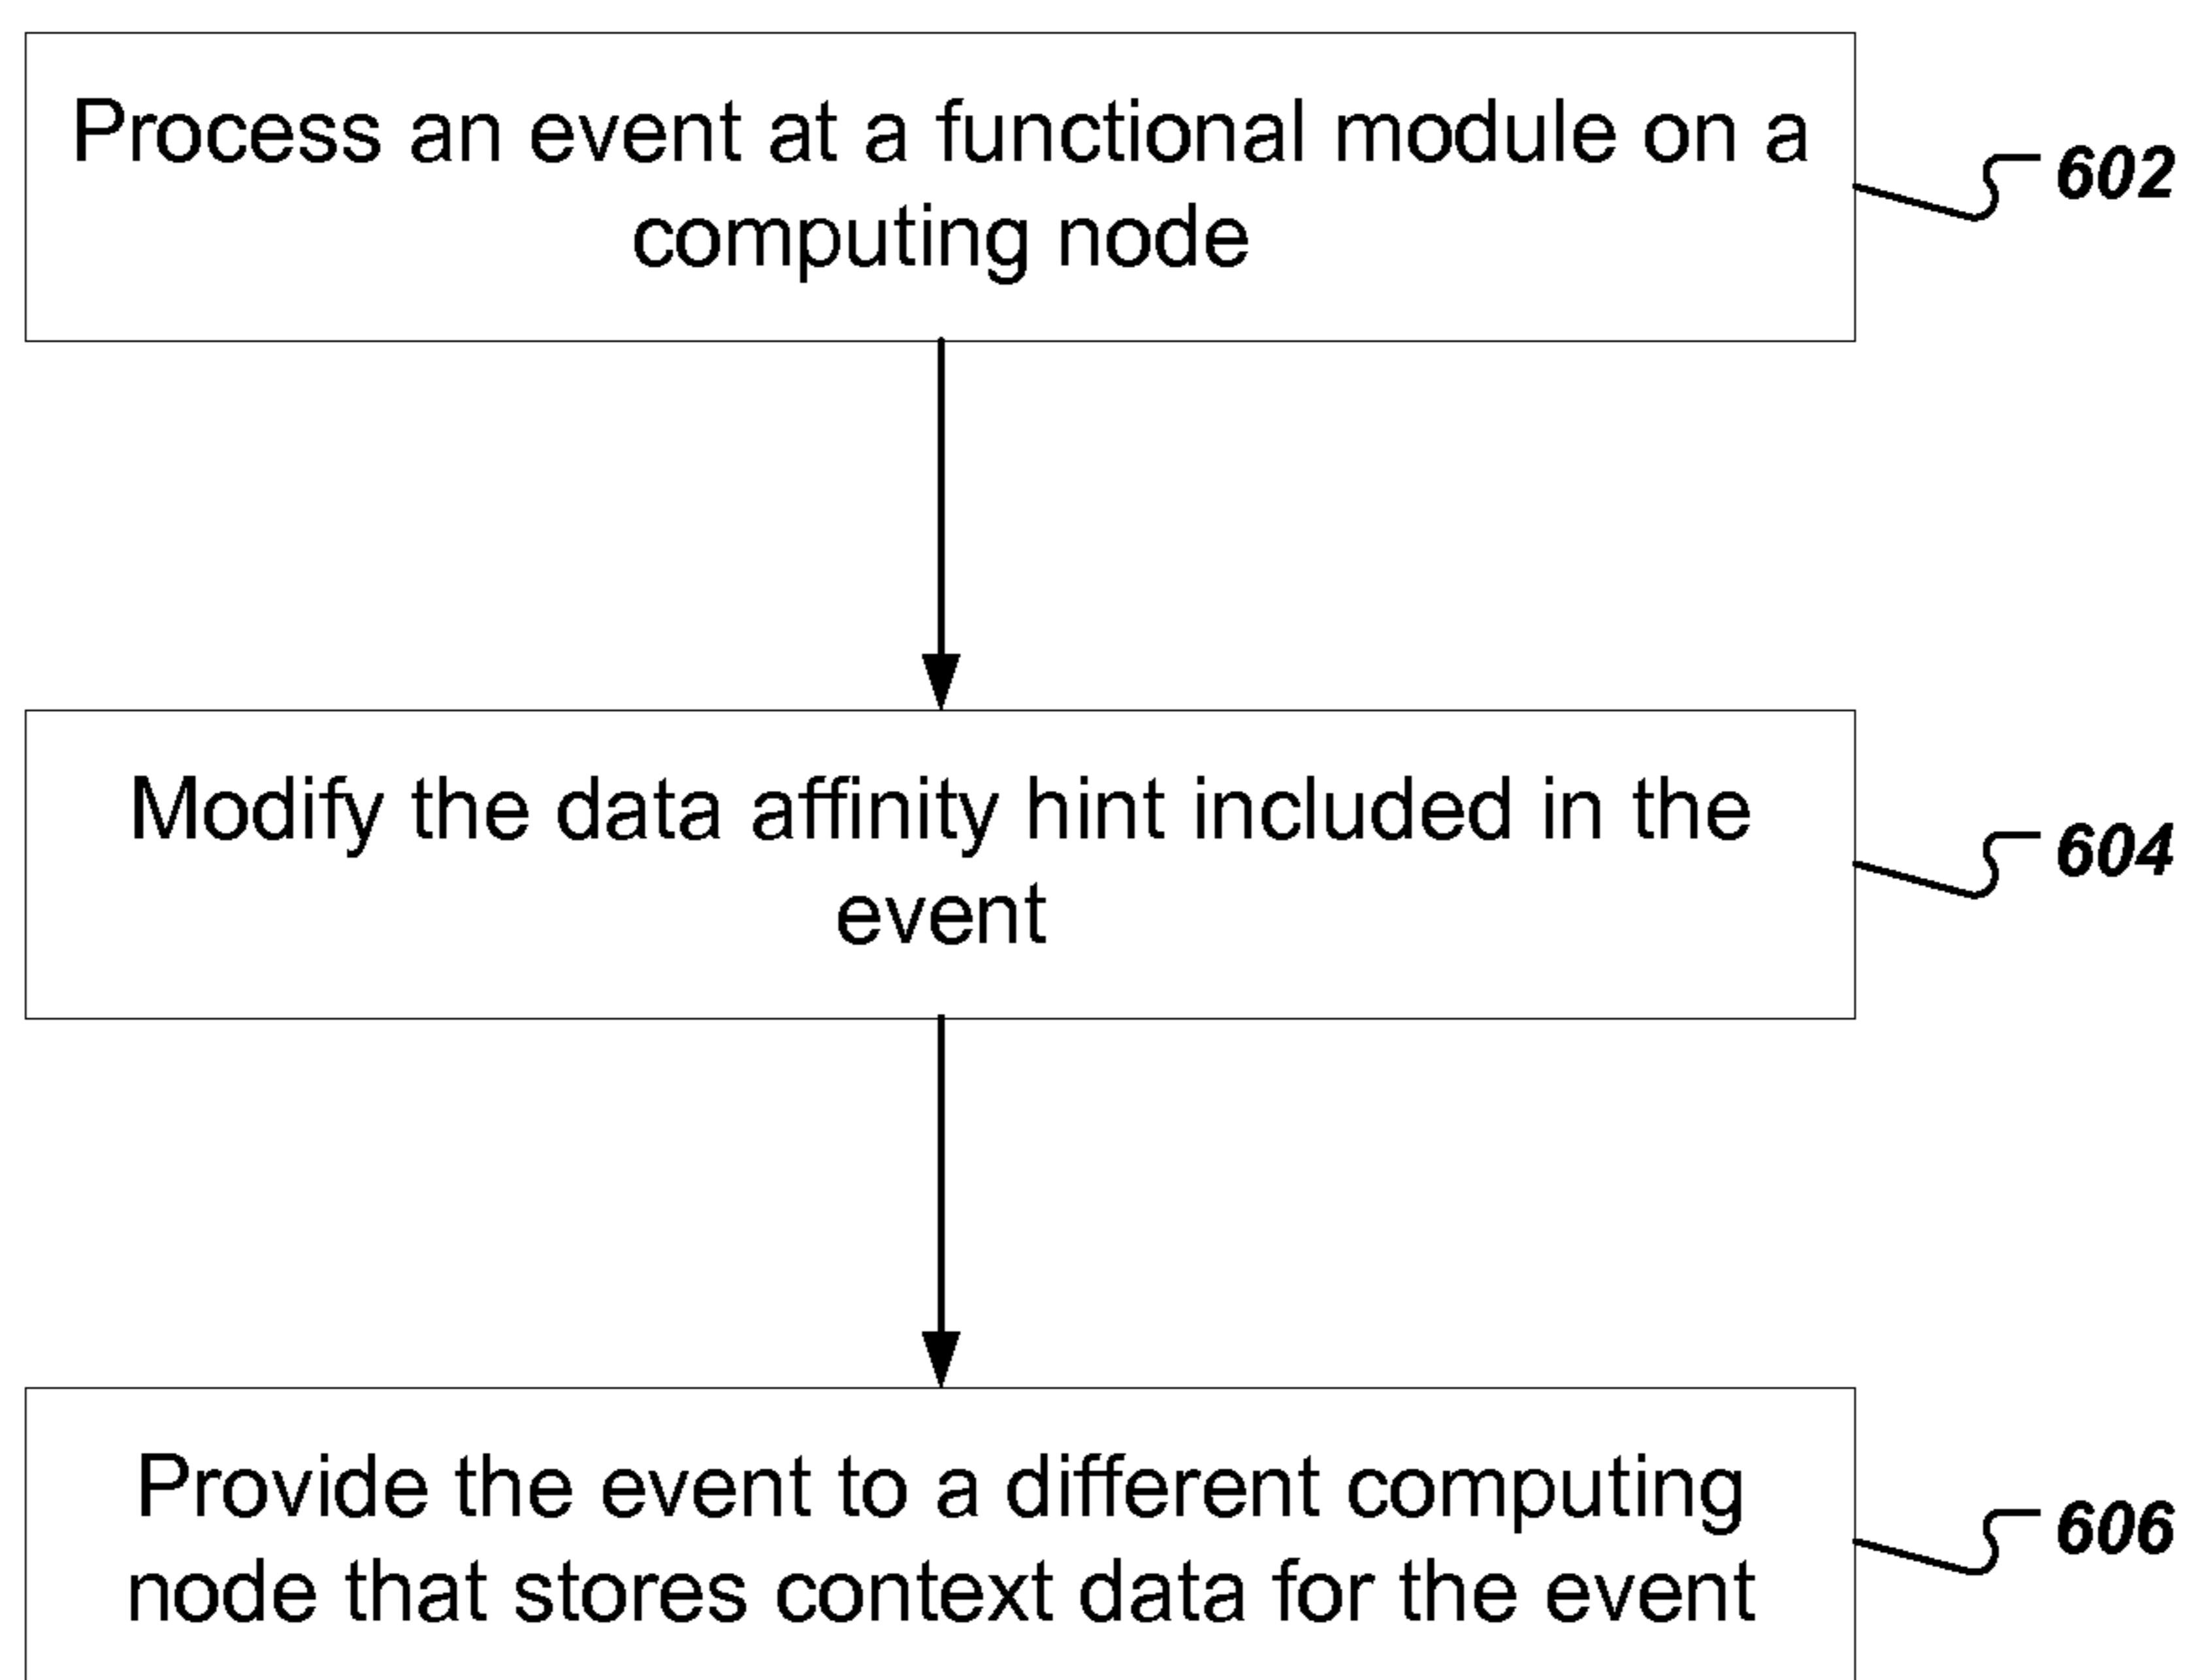 Process an event at a functional module on a
computing node
602
Modify the data affinity hint included in the
event
604
Provide the event to a different computing
node that stores context data for the event
606